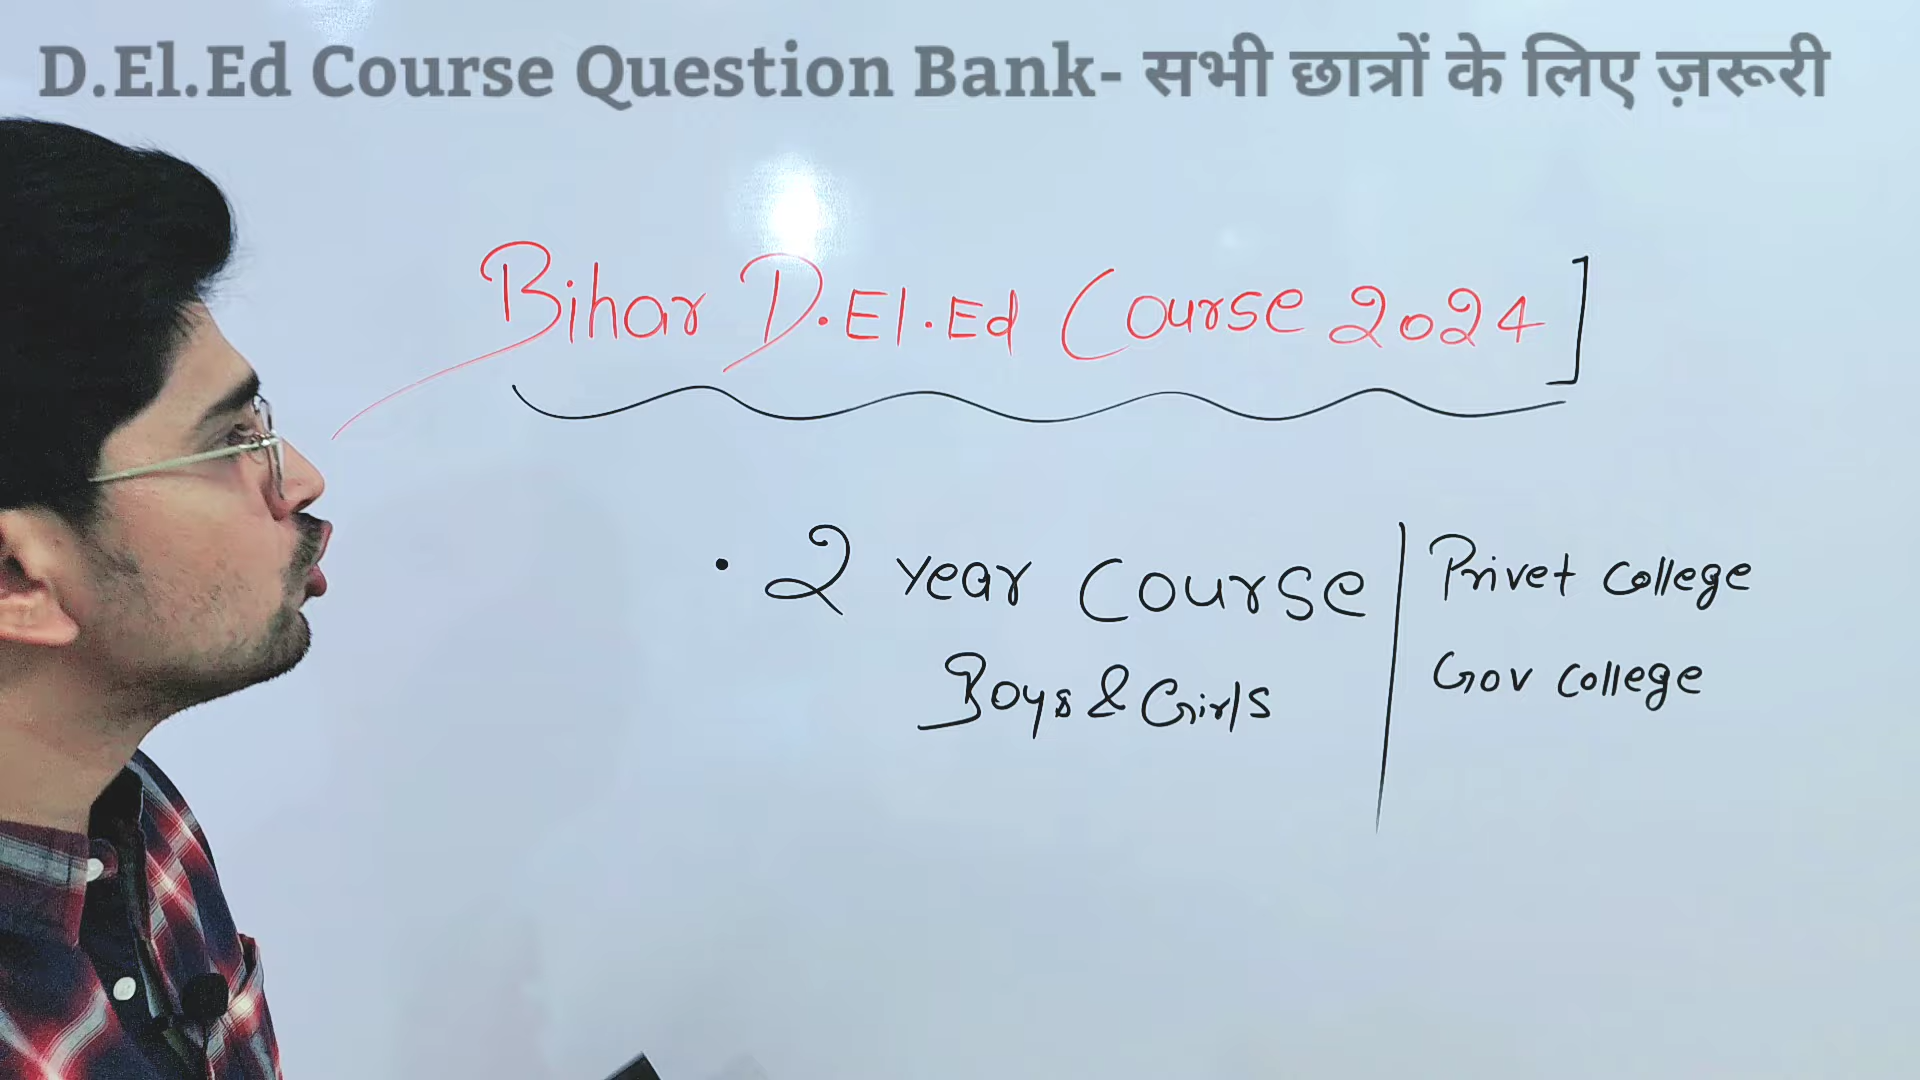 D.El.Ed Course Question Bank- सभी छात्रों के लिए ज़रूरी
Bihar D.El.Ed Course 2024]
• 2 year Course
Boys & Girls
Privet College
Gov College